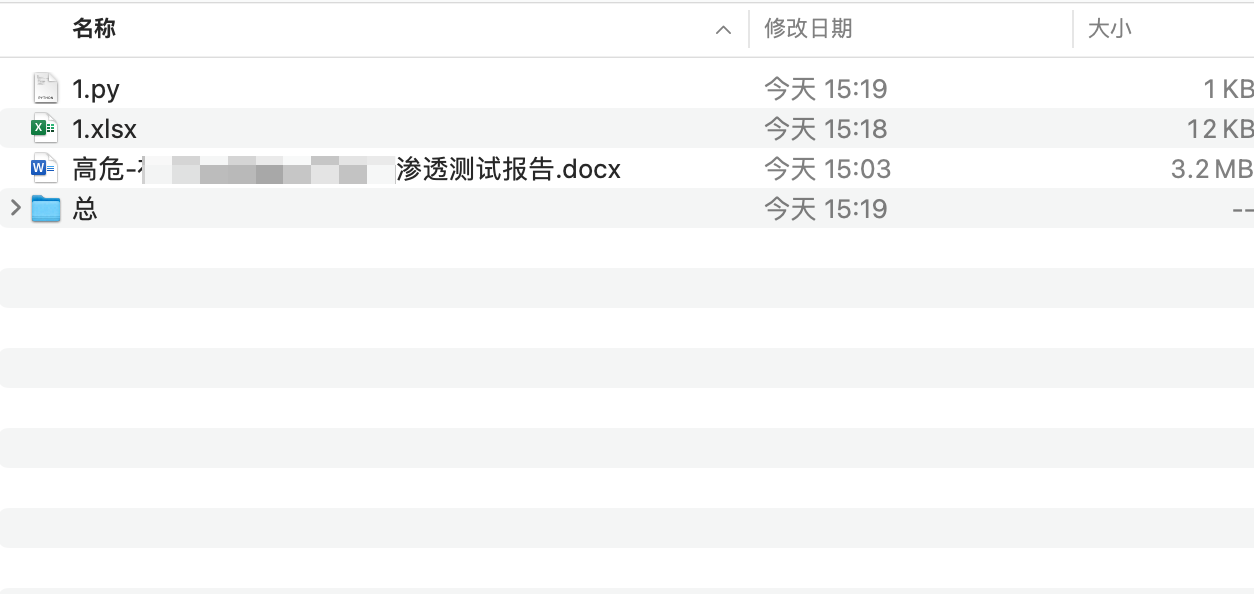 名称 修改日期 大小
1.py 今天 15:19 1 KB
1.xlsx 今天 15:18 12 KB
高危- 渗透测试报告.docx 今天 15:03 3.2 MB
总 今天 15:19 --